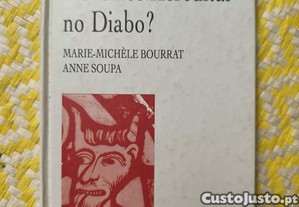 no Diabo?
MARIE-MICHÈLE BOURRAT
ANNE SOUPA
CustoJusto.pt